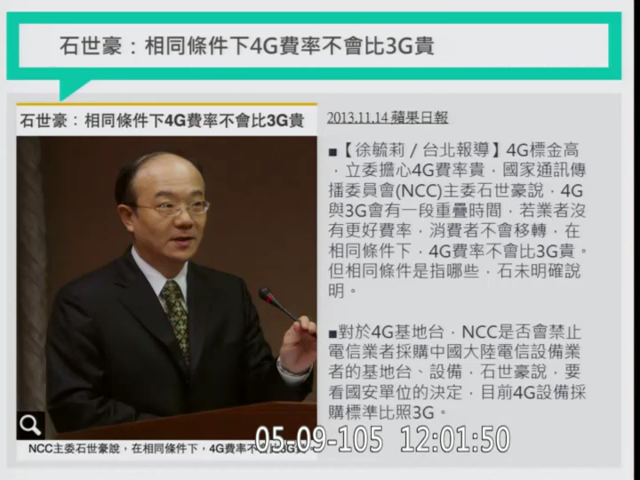 石世豪：相同條件下4G費率不會比3G貴
石世豪：相同條件下4G費率不會比3G貴
NCC主委石世豪說，在相同條件下，4G費率不會比3G貴
2013.11.14 蘋果日報
■【徐毓莉 / 台北報導】4G標金高
，立委擔心4G費率貴，國家通訊傳
播委員會(NCC)主委石世豪說，4G
與3G會有一段重疊時間，若業者沒
有更好費率，消費者不會移轉，在
相同條件下，4G費率不會比3G貴。
但相同條件是指哪些，石未明確說
明。
■對於4G基地台，NCC是否會禁止
電信業者採購中國大陸電信設備業
者的基地台、設備，石世豪說，要
看國安單位的決定，目前4G設備採
購標準比照3G。
05-09-105 12:01:50